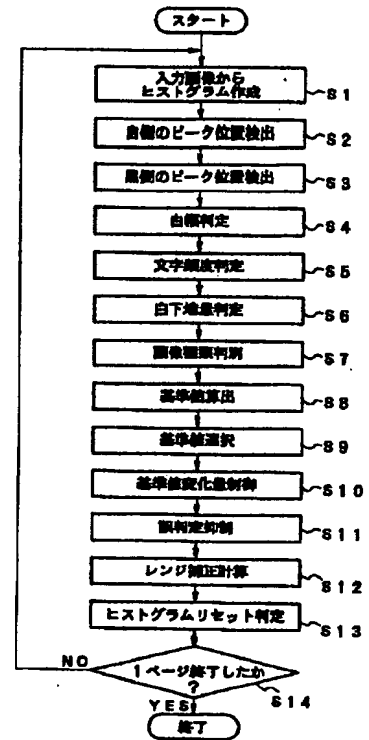 スタート
入力画像から
ヒストグラム作成
S1
白側のピーク位置検出
S2
黒側のピーク位置検出
S3
白幅判定
S4
文字頻度判定
S5
白下地量判定
S6
画像種類判別
S7
基準値算出
S8
基準値選択
S9
基準値変化量制御
S10
誤判定抑制
S11
レンジ補正計算
S12
ヒストグラムリセット判定
S13
1ページ終了したか
?
NO
S14
YES
終了